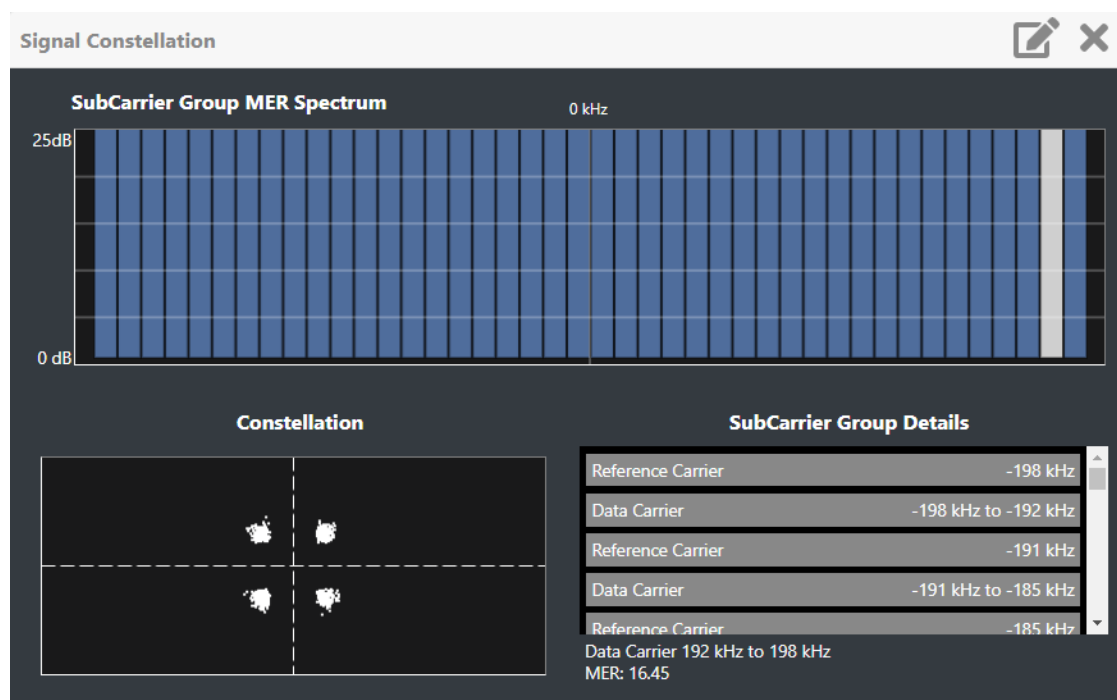 Signal Constellation
SubCarrier Group MER Spectrum
0 kHz
25dB
0 dB
Constellation
SubCarrier Group Details
Reference Carrier -198 kHz
Data Carrier -198 kHz to -192 kHz
Reference Carrier -191 kHz
Data Carrier -191 kHz to -185 kHz
Reference Carrier -185 kHz
Data Carrier 192 kHz to 198 kHz
MER: 16.45